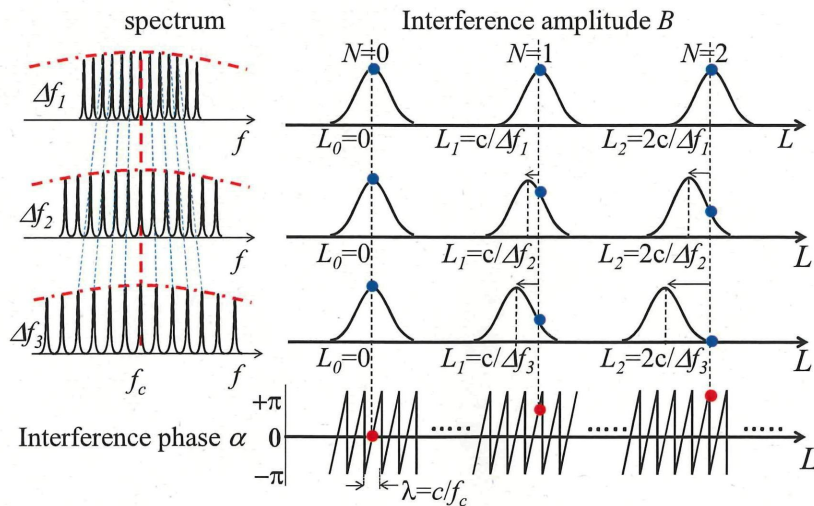 spectrum
Interference amplitude B
N=0
N=1
N=2
Δf1
f
L0=0
L1=c/Δf1
L2=2c/Δf1
L
Δf2
f
L0=0
L1=c/Δf2
L2=2c/Δf2
L
Δf3
fc
f
L0=0
L1=c/Δf3
L2=2c/Δf3
L
Interference phase α
+π
0
−π
......
......
......
L
λ=c/fc